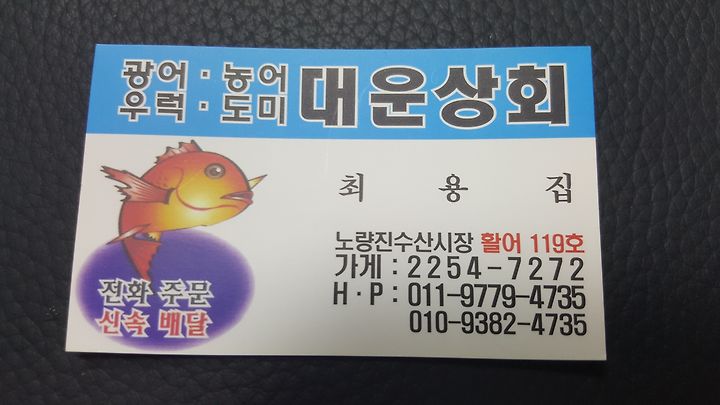 광어 · 농어
우럭 · 도미
대운상회
최 용 집
노량진수산시장 활어 119호
가게 : 2254-7272
H · P : 011-9779-4735
010-9382-4735
전화 주문
신속 배달